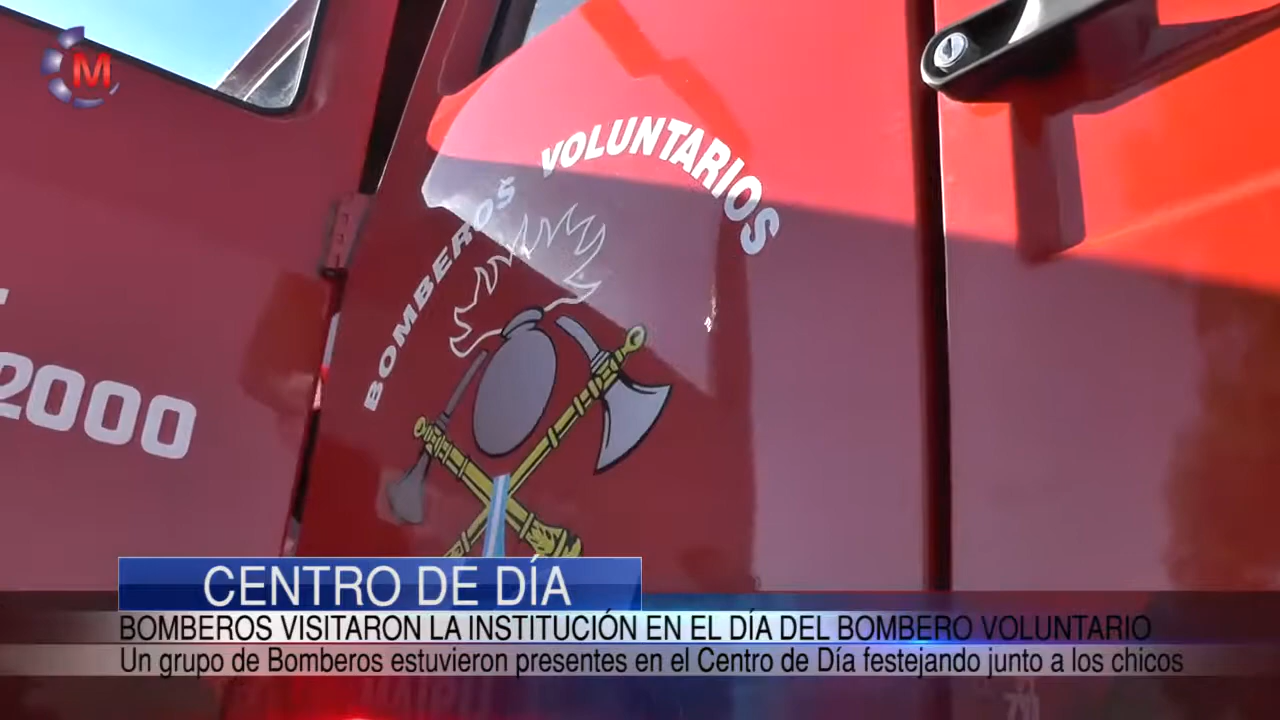 M
BOMBEROS VOLUNTARIOS
2000
CENTRO DE DÍA
BOMBEROS VISITARON LA INSTITUCIÓN EN EL DÍA DEL BOMBERO VOLUNTARIO
Un grupo de Bomberos estuvieron presentes en el Centro de Día festejando junto a los chicos